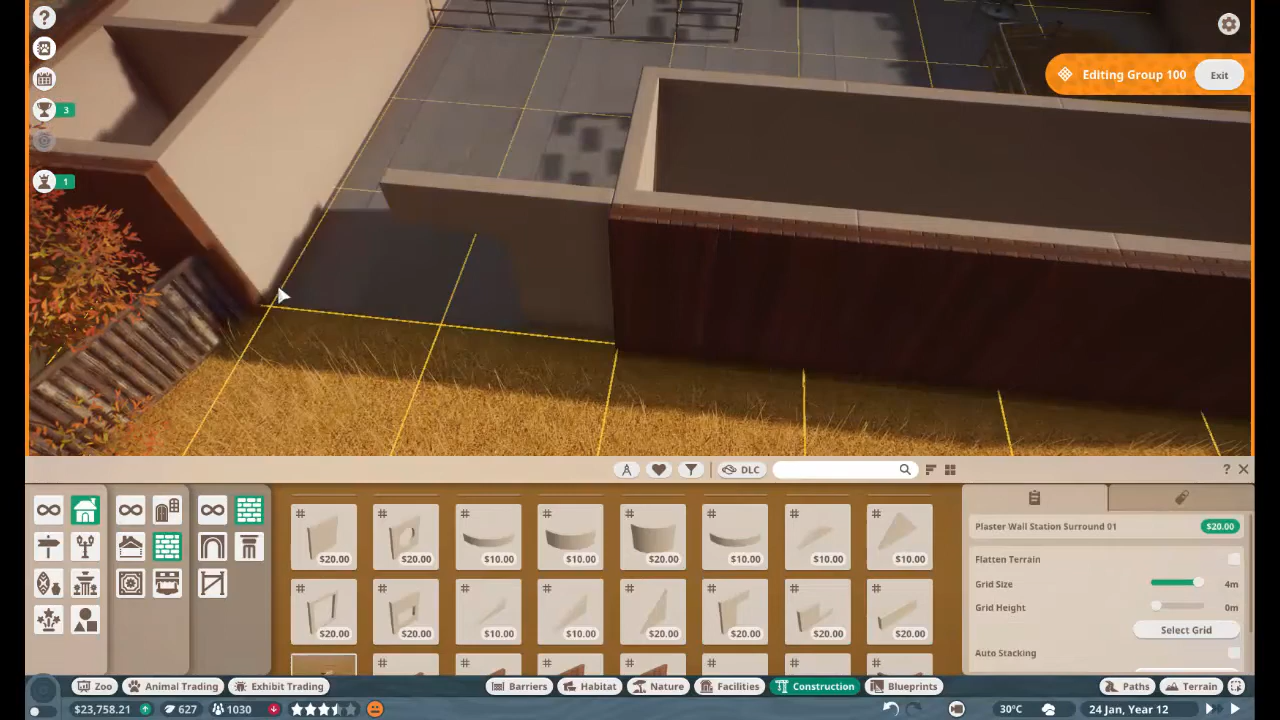 ?
3
1
Editing Group 100 Exit
DLC
? ×
# $20.00 # $20.00 # $10.00 # $10.00 # $20.00 # $10.00 # $10.00 # $10.00
# $20.00 # $20.00 # $10.00 # $10.00 # $20.00 # $20.00 # $20.00 # $20.00
# # # # # # #
Plaster Wall Station Surround 01 $20.00
Flatten Terrain
Grid Size 4m
Grid Height 0m
Select Grid
Auto Stacking
Zoo Animal Trading Exhibit Trading Barriers Habitat Nature Facilities Construction Blueprints Paths Terrain
$23,758.21 627 1030 30°C 24 Jan, Year 12